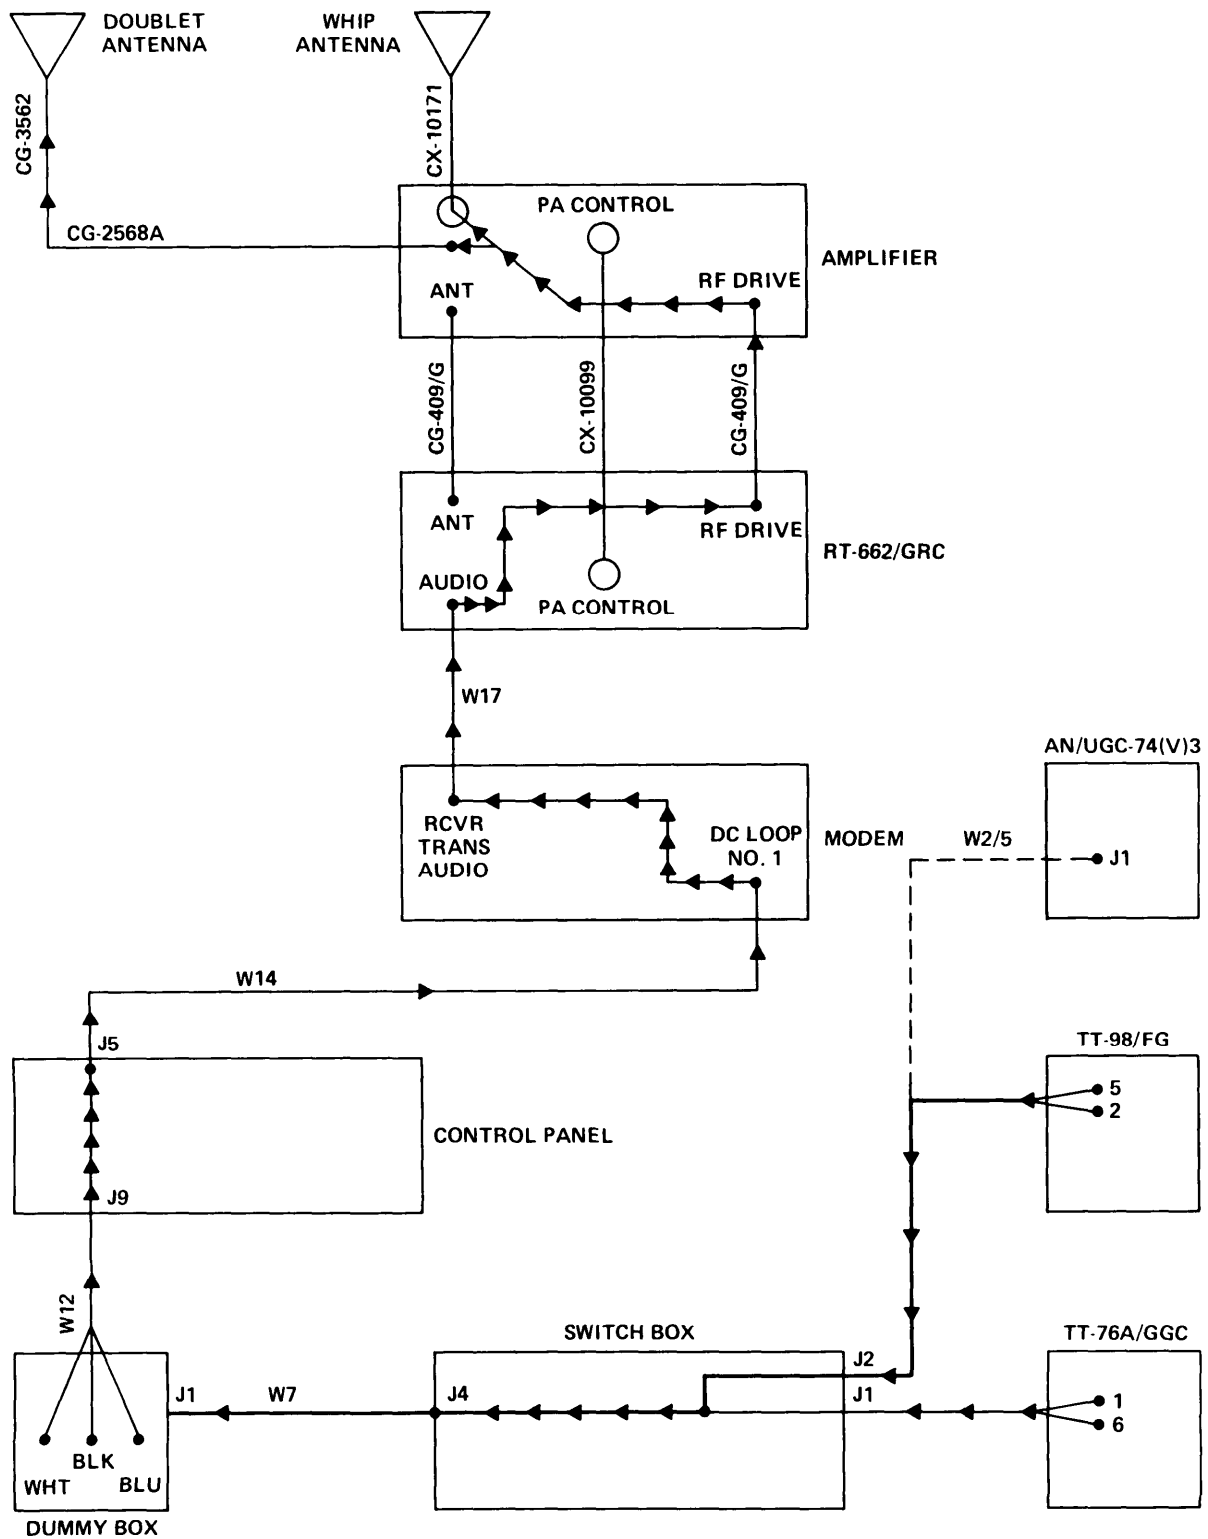 DOUBLET
ANTENNA
WHIP
ANTENNA
CG-3562
CX-10171
CG-2568A
PA CONTROL
AMPLIFIER
ANT
RF DRIVE
CG-409/G
CX-10099
CG-409/G
ANT
RF DRIVE
RT-662/GRC
AUDIO
PA CONTROL
W17
AN/UGC-74(V)3
RCVR
TRANS
AUDIO
DC LOOP
NO. 1
MODEM
W2/5
J1
W14
J5
TT-98/FG
5
2
CONTROL PANEL
J9
W12
SWITCH BOX
TT-76A/GGC
J2
J1
W7
J4
J1
1
6
WHT
BLK
BLU
DUMMY BOX